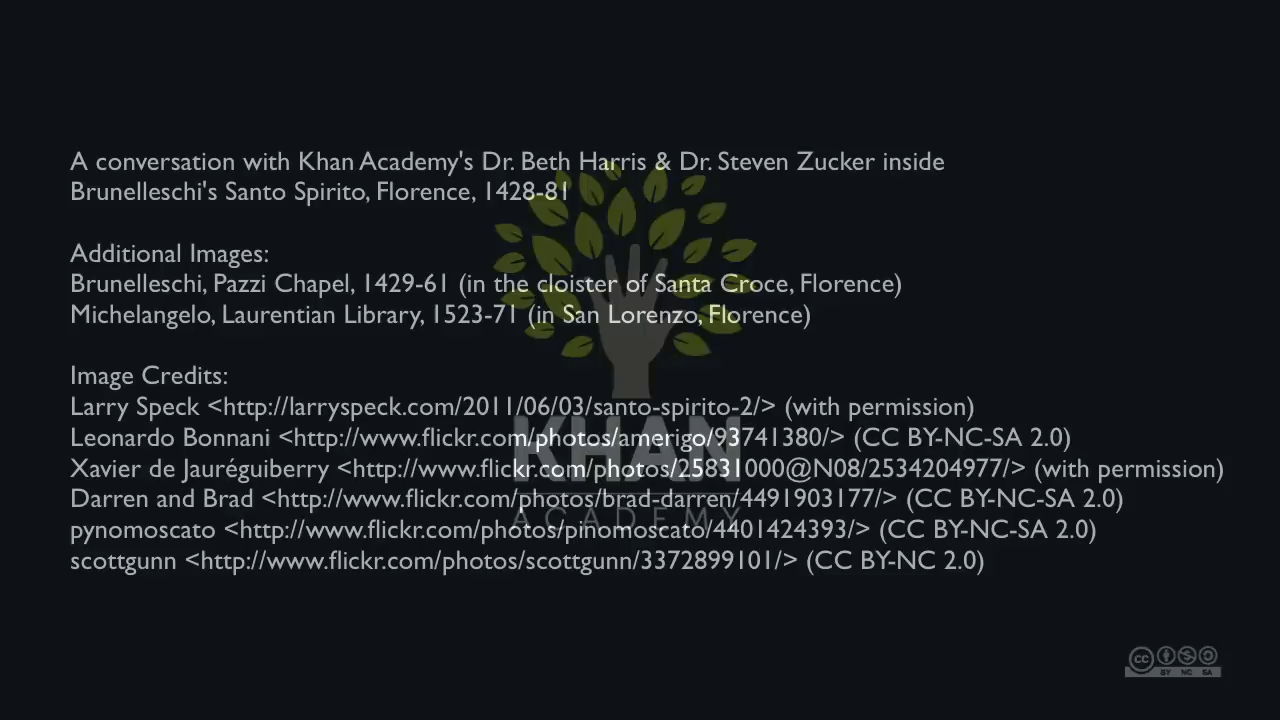 A conversation with Khan Academy's Dr. Beth Harris & Dr. Steven Zucker inside
Brunelleschi's Santo Spirito, Florence, 1428-81
Additional Images:
Brunelleschi, Pazzi Chapel, 1429-61 (in the cloister of Santa Croce, Florence)
Michelangelo, Laurentian Library, 1523-71 (in San Lorenzo, Florence)
Image Credits:
Larry Speck <http://larryspeck.com/2011/06/03/santo-spirito-2/> (with permission)
Leonardo Bonnani <http://www.flickr.com/photos/amerigo/93741380/> (CC BY-NC-SA 2.0)
Xavier de Jauréguiberry <http://www.flickr.com/photos/25831000@N08/2534204977/> (with permission)
Darren and Brad <http://www.flickr.com/photos/brad-darren/4491903177/> (CC BY-NC-SA 2.0)
pynomoscato <http://www.flickr.com/photos/pinomoscato/4401424393/> (CC BY-NC-SA 2.0)
scottgunn <http://www.flickr.com/photos/scottgunn/3372899101/> (CC BY-NC 2.0)
KHAN
ACADEMY
cc
BY NC SA